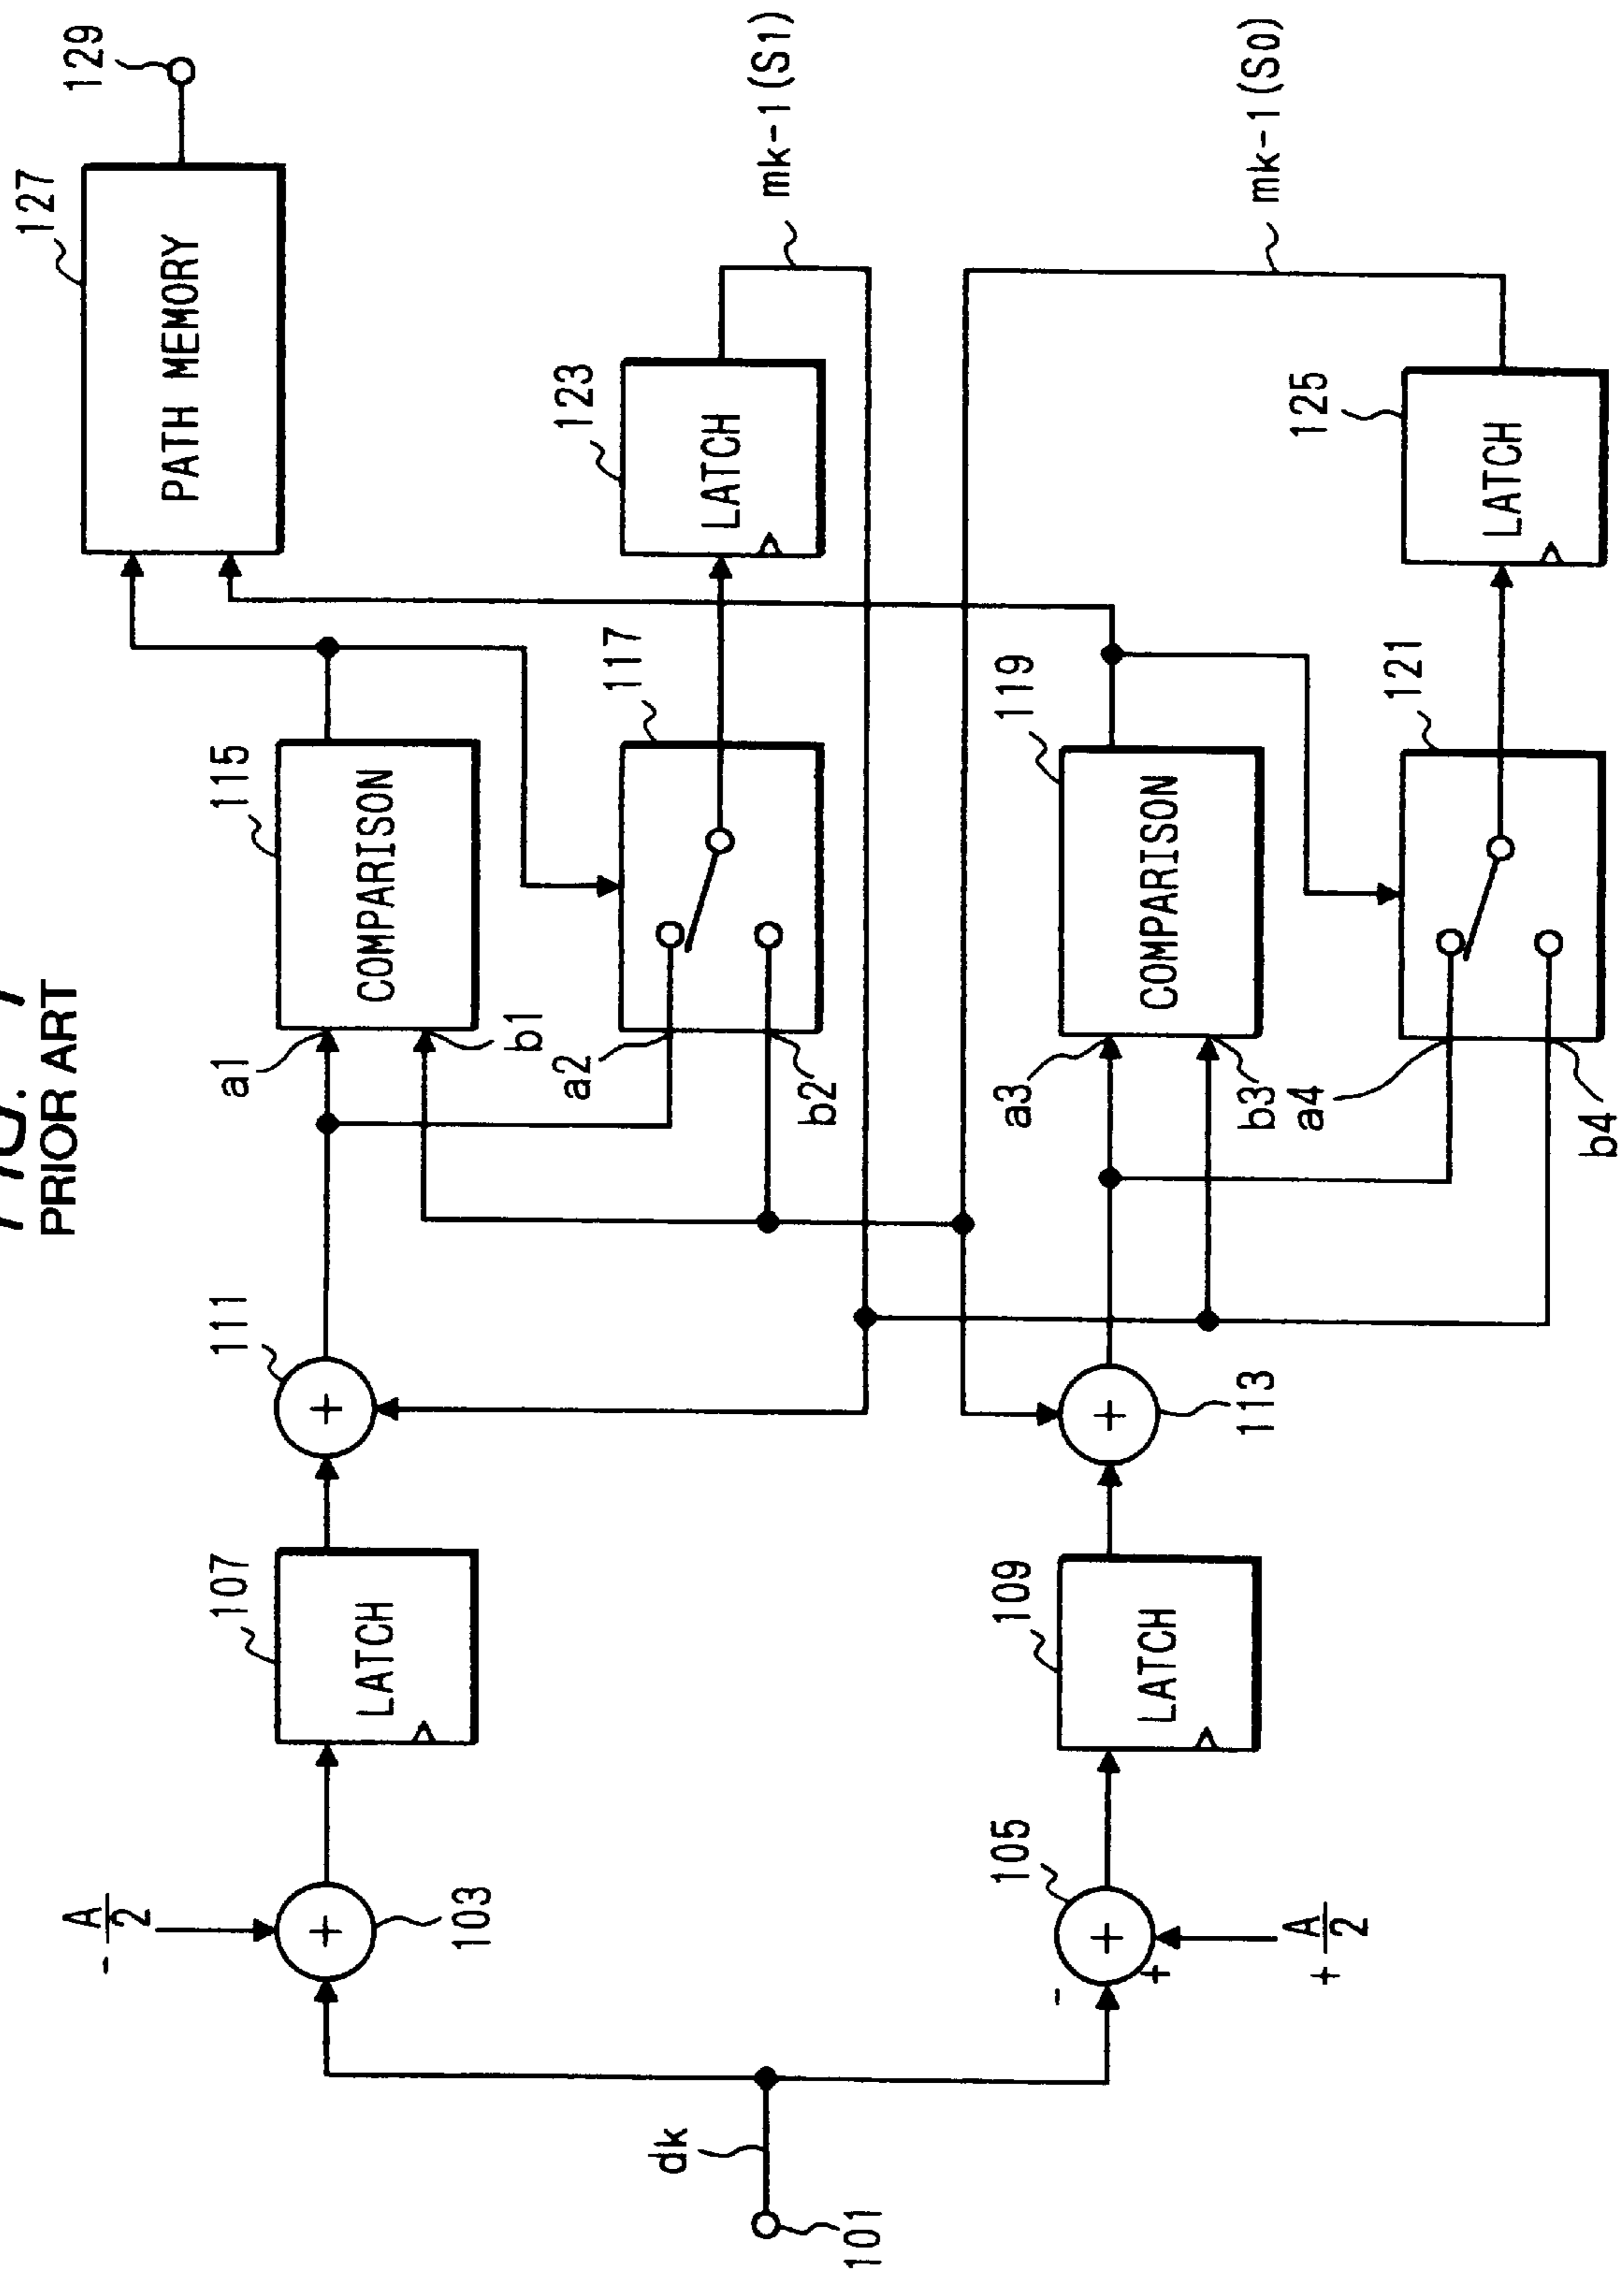 PRIOR ART
101
dk
- A/2
103
105
-
+
+ A/2
+
+
107
LATCH
109
LATCH
111
+
113
+
115
COMPARISON
a1
b1
117
a2
b2
119
COMPARISON
a3
b3
121
a4
b4
123
LATCH
125
LATCH
127
PATH MEMORY
129
mk-1(S1)
mk-1(S0)